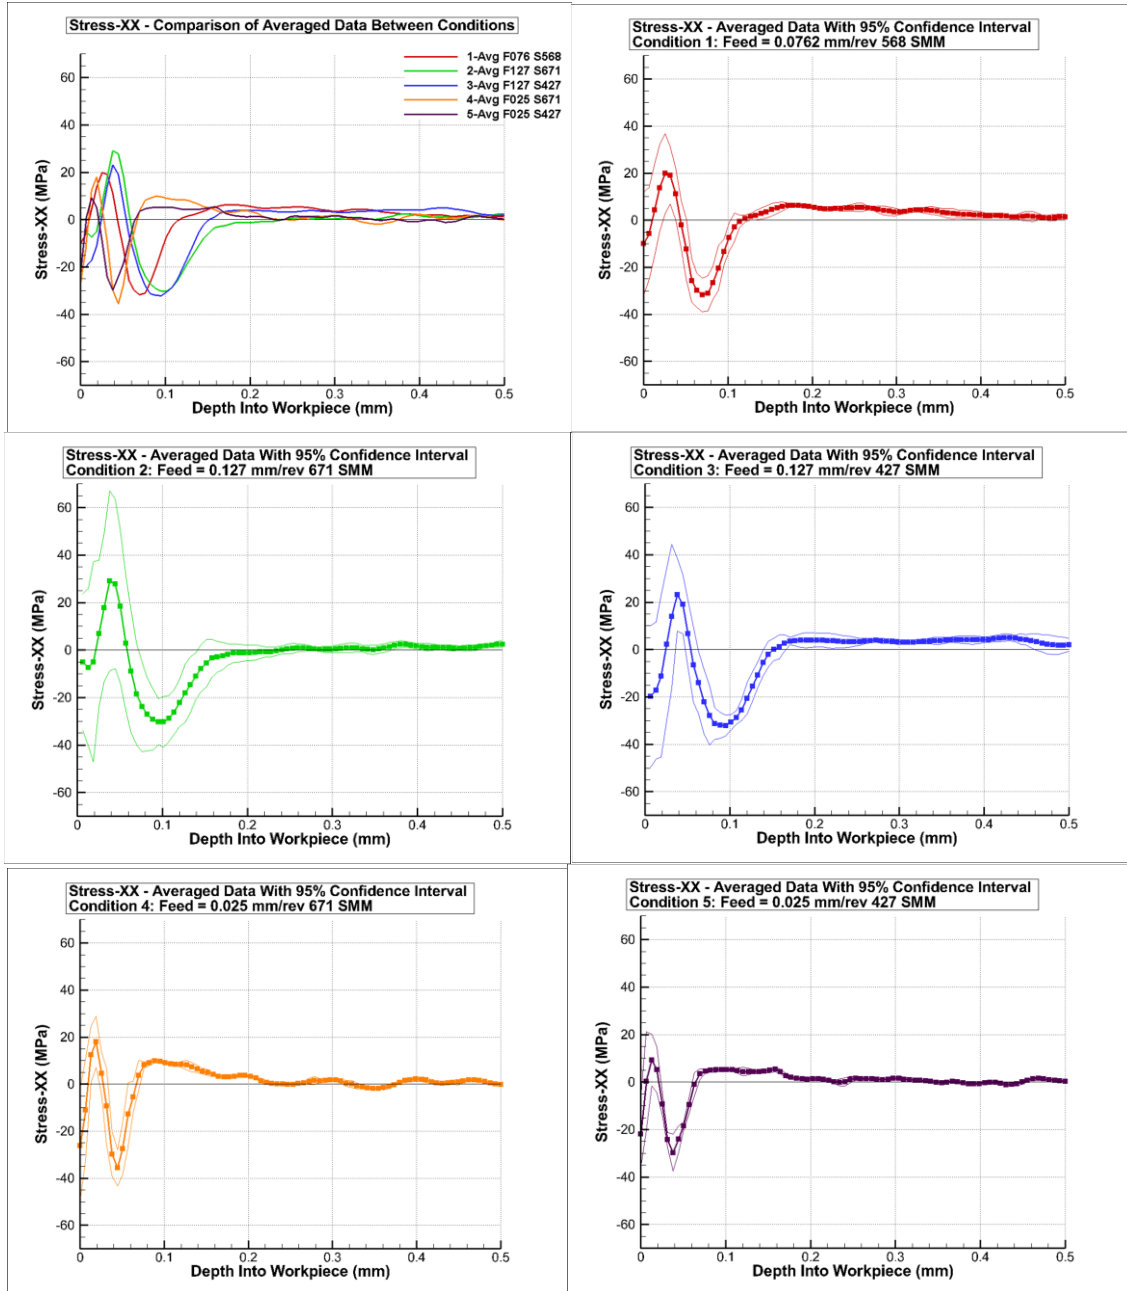 Stress-XX - Comparison of Averaged Data Between Conditions
1-Avg F076 S568
2-Avg F127 S671
3-Avg F127 S427
4-Avg F025 S671
5-Avg F025 S427
Stress-XX (MPa)
60
40
20
0
-20
-40
-60
0
0.1
0.2
0.3
0.4
0.5
Depth Into Workpiece (mm)
Stress-XX - Averaged Data With 95% Confidence Interval
Condition 1: Feed = 0.0762 mm/rev 568 SMM
Stress-XX (MPa)
60
40
20
0
-20
-40
-60
0
0.1
0.2
0.3
0.4
0.5
Depth Into Workpiece (mm)
Stress-XX - Averaged Data With 95% Confidence Interval
Condition 2: Feed = 0.127 mm/rev 671 SMM
Stress-XX (MPa)
60
40
20
0
-20
-40
-60
0
0.1
0.2
0.3
0.4
0.5
Depth Into Workpiece (mm)
Stress-XX - Averaged Data With 95% Confidence Interval
Condition 3: Feed = 0.127 mm/rev 427 SMM
Stress-XX (MPa)
60
40
20
0
-20
-40
-60
0
0.1
0.2
0.3
0.4
0.5
Depth Into Workpiece (mm)
Stress-XX - Averaged Data With 95% Confidence Interval
Condition 4: Feed = 0.025 mm/rev 671 SMM
Stress-XX (MPa)
60
40
20
0
-20
-40
-60
0
0.1
0.2
0.3
0.4
0.5
Depth Into Workpiece (mm)
Stress-XX - Averaged Data With 95% Confidence Interval
Condition 5: Feed = 0.025 mm/rev 427 SMM
Stress-XX (MPa)
60
40
20
0
-20
-40
-60
0
0.1
0.2
0.3
0.4
0.5
Depth Into Workpiece (mm)